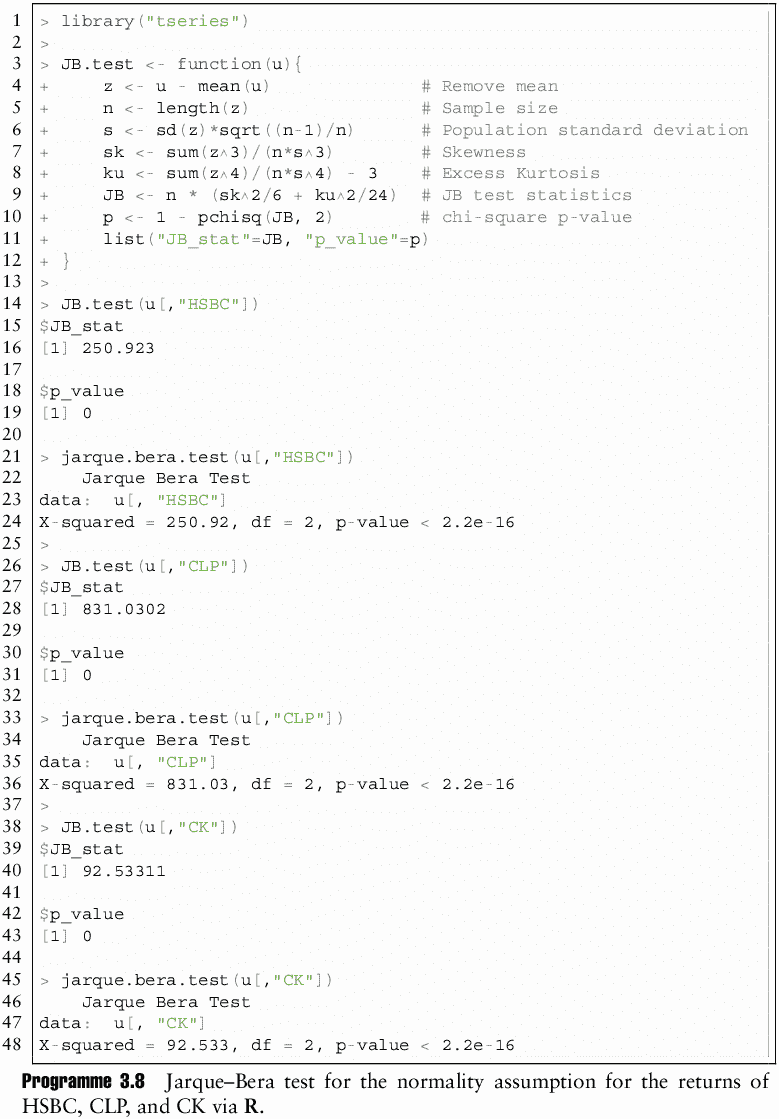 1 > library("tseries")
2 >
3 > JB.test <- function(u){
4 + z <- u - mean(u) # Remove mean
5 + n <- length(z) # Sample size
6 + s <- sd(z)*sqrt((n-1)/n) # Population standard deviation
7 + sk <- sum(z^3)/(n*s^3) # Skewness
8 + ku <- sum(z^4)/(n*s^4) - 3 # Excess Kurtosis
9 + JB <- n * (sk^2/6 + ku^2/24) # JB test statistics
10 + p <- 1 - pchisq(JB, 2) # chi-square p-value
11 + list("JB_stat"=JB, "p_value"=p)
12 + }
13 >
14 > JB.test(u[,"HSBC"])
15 $JB_stat
16 [1] 250.923
17
18 $p_value
19 [1] 0
20
21 > jarque.bera.test(u[,"HSBC"])
22 Jarque Bera Test
23 data: u[, "HSBC"]
24 X-squared = 250.92, df = 2, p-value < 2.2e-16
25 >
26 > JB.test(u[,"CLP"])
27 $JB_stat
28 [1] 831.0302
29
30 $p_value
31 [1] 0
32
33 > jarque.bera.test(u[,"CLP"])
34 Jarque Bera Test
35 data: u[, "CLP"]
36 X-squared = 831.03, df = 2, p-value < 2.2e-16
37 >
38 > JB.test(u[,"CK"])
39 $JB_stat
40 [1] 92.53311
41
42 $p_value
43 [1] 0
44
45 > jarque.bera.test(u[,"CK"])
46 Jarque Bera Test
47 data: u[, "CK"]
48 X-squared = 92.533, df = 2, p-value < 2.2e-16
Programme 3.8 Jarque–Bera test for the normality assumption for the returns of
HSBC, CLP, and CK via R.